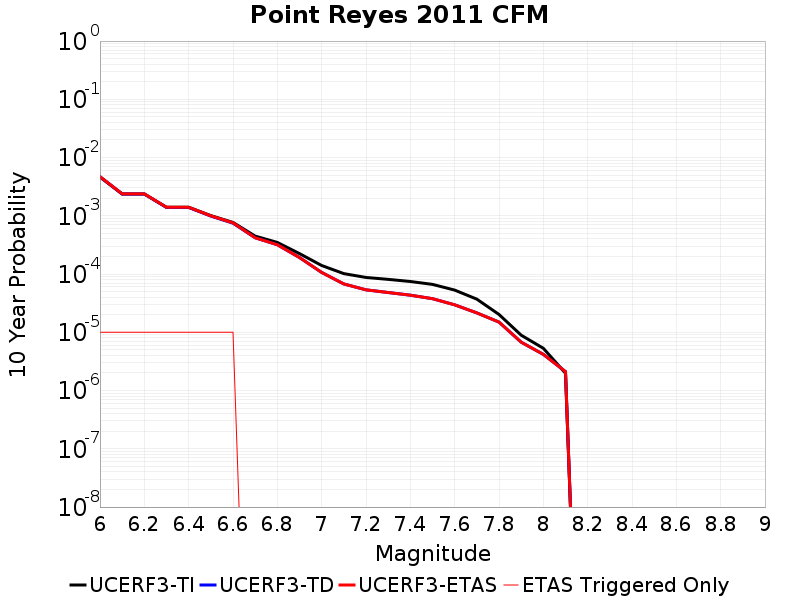 Point Reyes 2011 CFM
10 Year Probability
10^0
10^-1
10^-2
10^-3
10^-4
10^-5
10^-6
10^-7
10^-8
6 6.2 6.4 6.6 6.8 7 7.2 7.4 7.6 7.8 8 8.2 8.4 8.6 8.8 9
Magnitude
UCERF3-TI UCERF3-TD UCERF3-ETAS ETAS Triggered Only